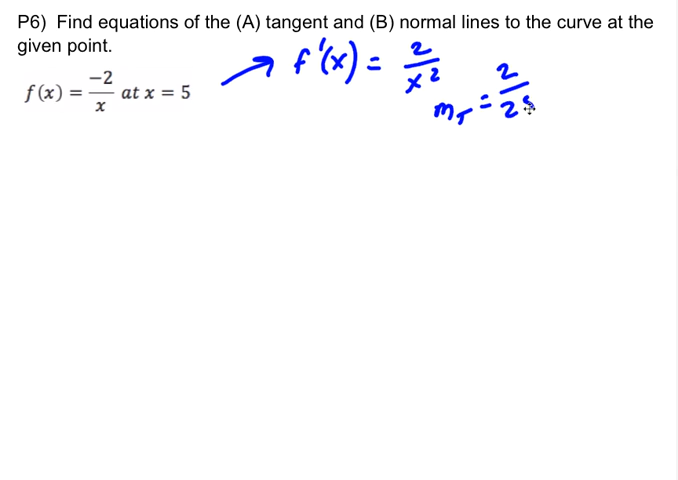 P6) Find equations of the (A) tangent and (B) normal lines to the curve at the
given point.
f(x) = -2/x at x = 5
→ f'(x) = 2/x²
m_T = 2/25